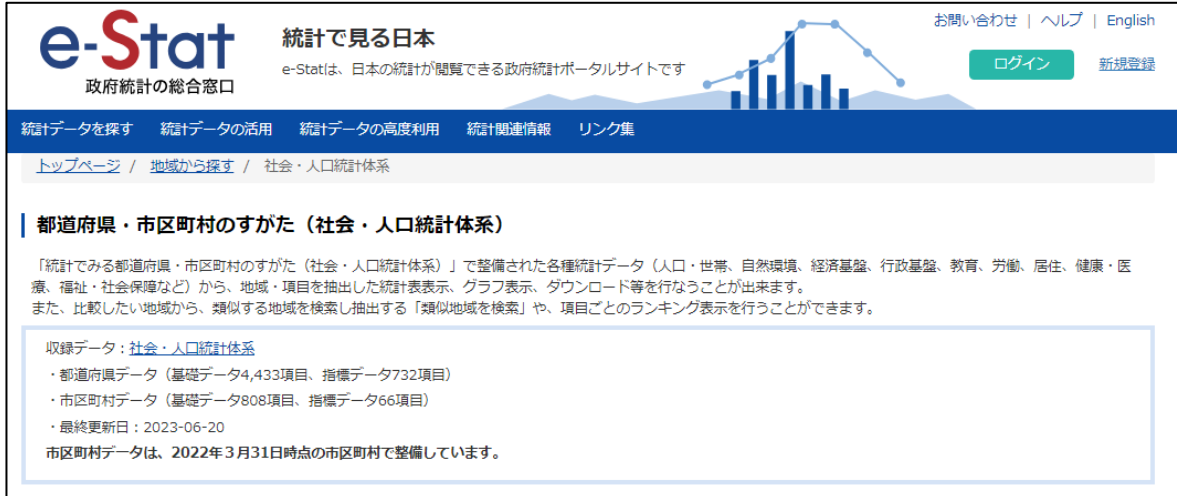 e-Stat
政府統計の総合窓口
統計で見る日本
e-Statは、日本の統計が閲覧できる政府統計ポータルサイトです
お問い合わせ | ヘルプ | English
ログイン 新規登録
統計データを探す 統計データの活用 統計データの高度利用 統計関連情報 リンク集
トップページ / 地域から探す / 社会・人口統計体系
都道府県・市区町村のすがた（社会・人口統計体系）
「統計でみる都道府県・市区町村のすがた（社会・人口統計体系）」で整備された各種統計データ（人口・世帯、自然環境、経済基盤、行政基盤、教育、労働、居住、健康・医
療、福祉・社会保障など）から、地域・項目を抽出した統計表表示、グラフ表示、ダウンロード等を行なうことが出来ます。
また、比較したい地域から、類似する地域を検索し抽出する「類似地域を検索」や、項目ごとのランキング表示を行うことができます。
収録データ：社会・人口統計体系
・都道府県データ（基礎データ4,433項目、指標データ732項目）
・市区町村データ（基礎データ808項目、指標データ66項目）
・最終更新日：2023-06-20
市区町村データは、2022年３月31日時点の市区町村で整備しています。